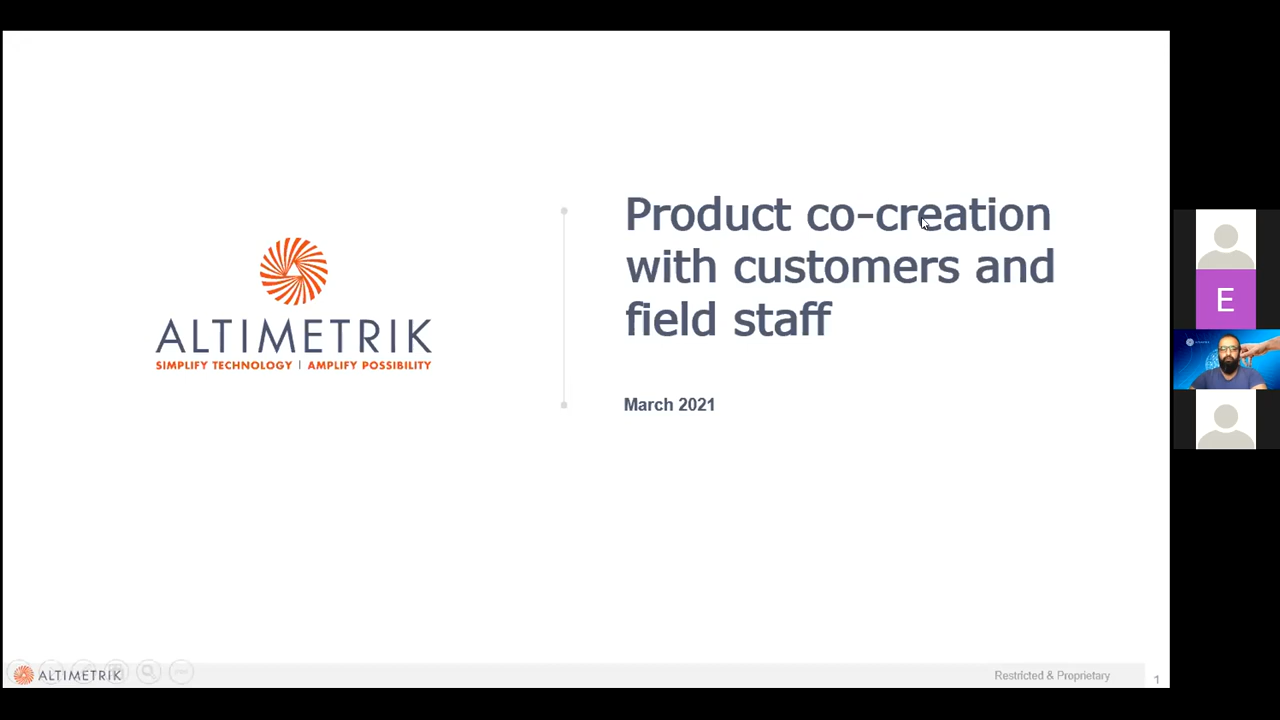 Product co-creation
with customers and
field staff
March 2021
ALTIMETRIK
SIMPLIFY TECHNOLOGY | AMPLIFY POSSIBILITY
E
ALTIMETRIK
Restricted & Proprietary
1